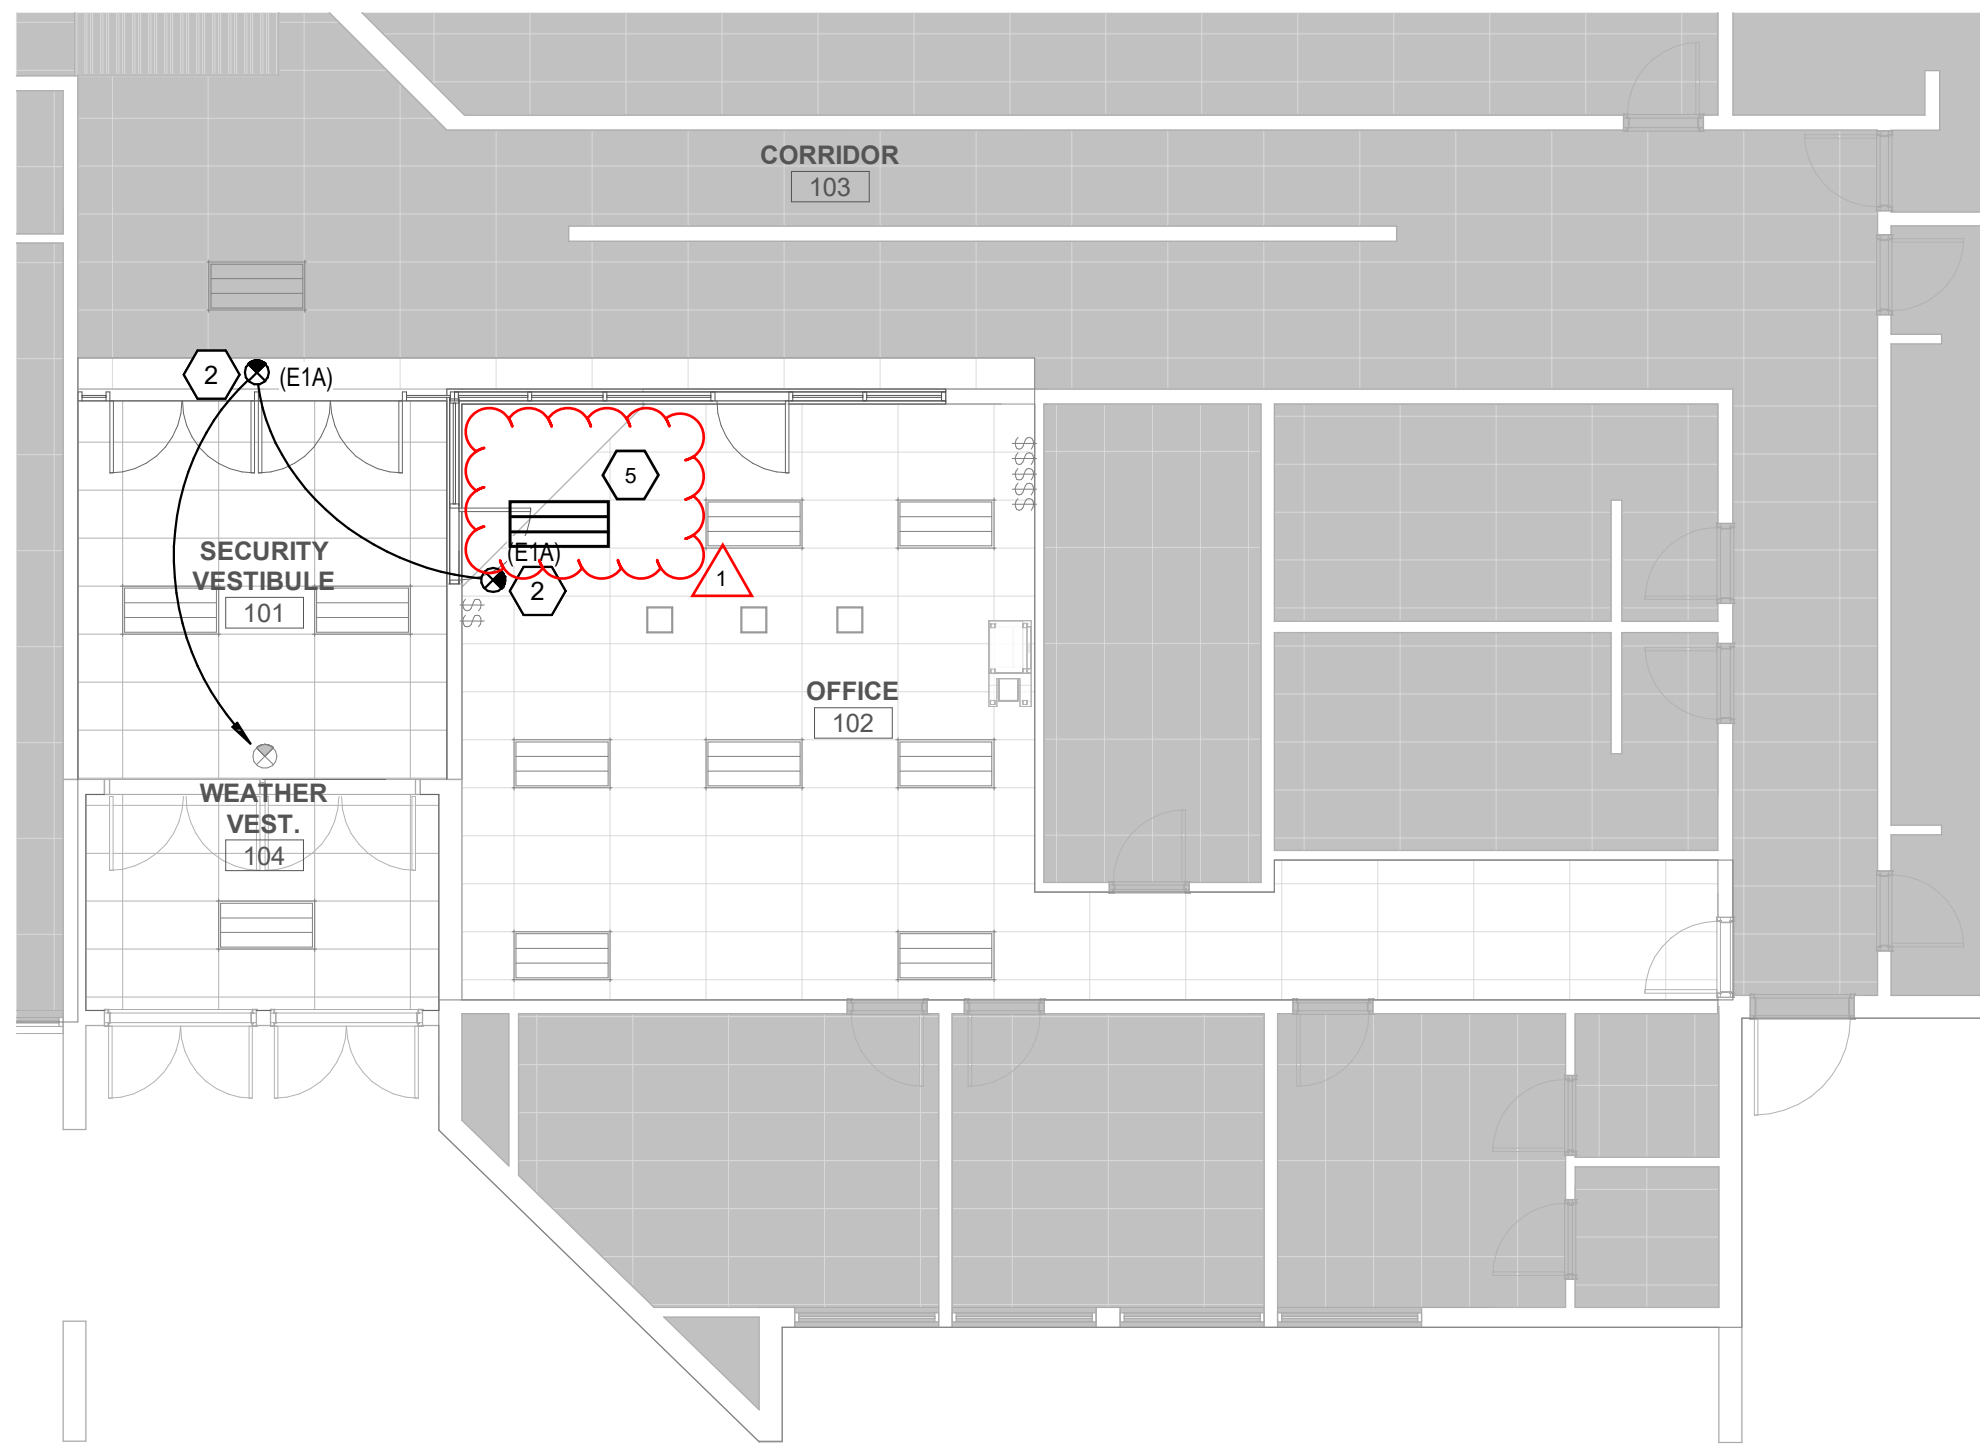 CORRIDOR
103
2
(E1A)
5
$$$$$
SECURITY
VESTIBULE
101
(E1A)
2
1
$$
OFFICE
102
WEATHER
VEST.
104